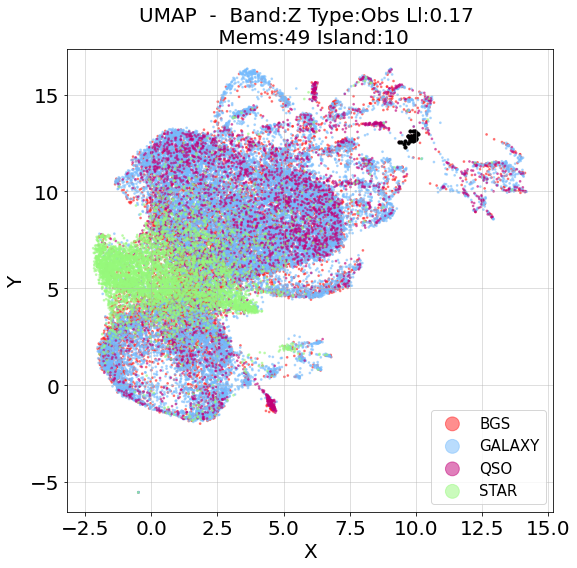 UMAP  -  Band:Z Type:Obs Ll:0.17
Mems:49 Island:10
Y
15
10
5
0
−5
−2.5 0.0 2.5 5.0 7.5 10.0 12.5 15.0
X
BGS
GALAXY
QSO
STAR